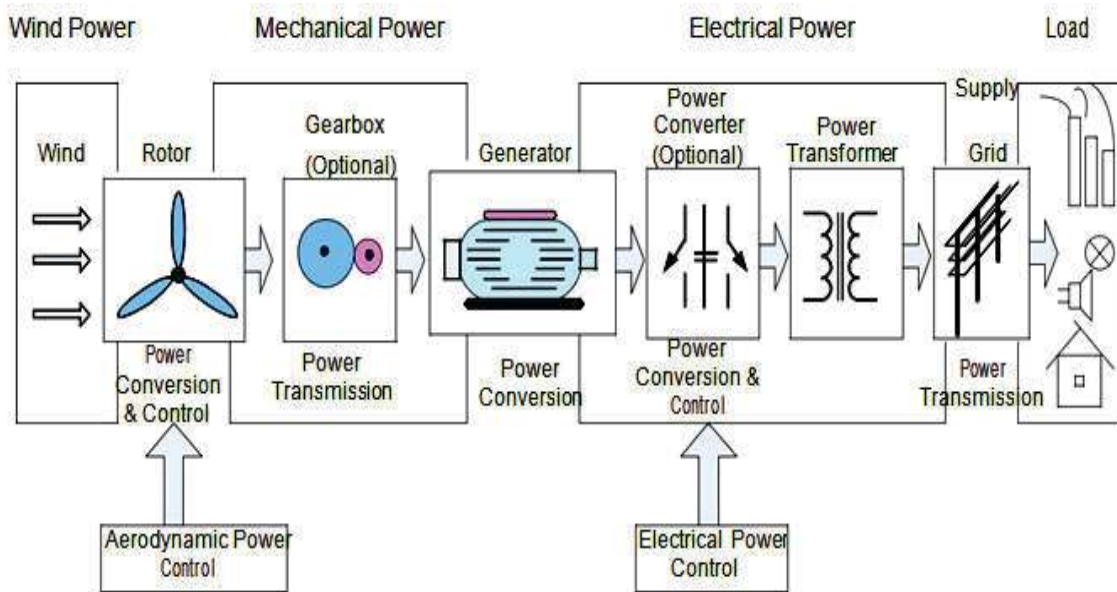 Wind Power
Mechanical Power
Electrical Power
Load
Wind
Rotor
Gearbox
(Optional)
Generator
Power
Converter
(Optional)
Power
Transformer
Supply
Grid
Power
Conversion
& Control
Power
Transmission
Power
Conversion
Power
Conversion &
Control
Power
Transmission
Aerodynamic Power
Control
Electrical Power
Control